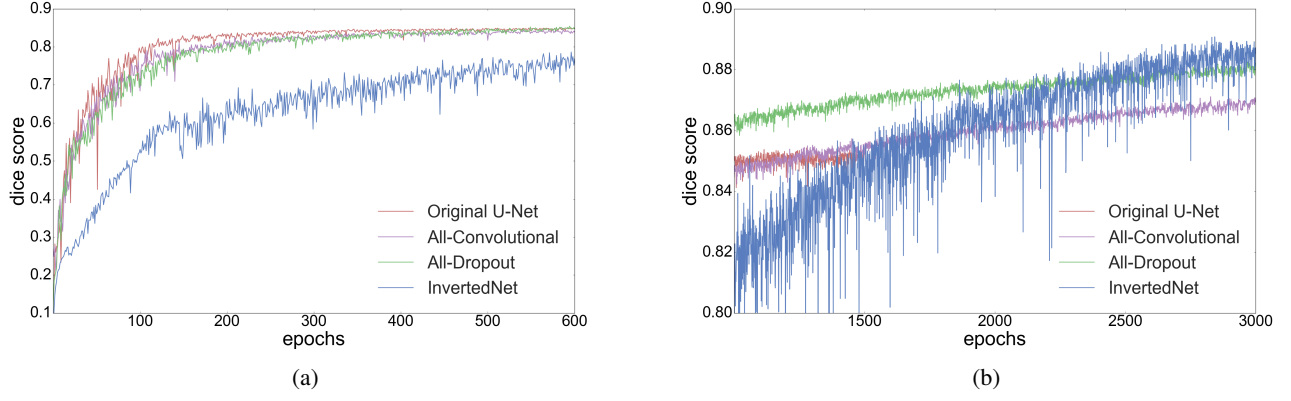 0.9
0.8
0.7
0.6
0.5
0.4
0.3
0.2
0.1
dice score
100 200 300 400 500 600
epochs
Original U-Net
All-Convolutional
All-Dropout
InvertedNet
(a)
0.90
0.88
0.86
0.84
0.82
0.80
dice score
1500 2000 2500 3000
epochs
Original U-Net
All-Convolutional
All-Dropout
InvertedNet
(b)